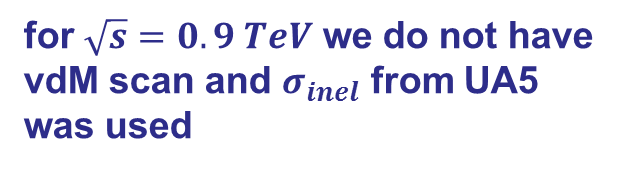 for √s = 0.9 TeV we do not have
vdM scan and σinel from UA5
was used